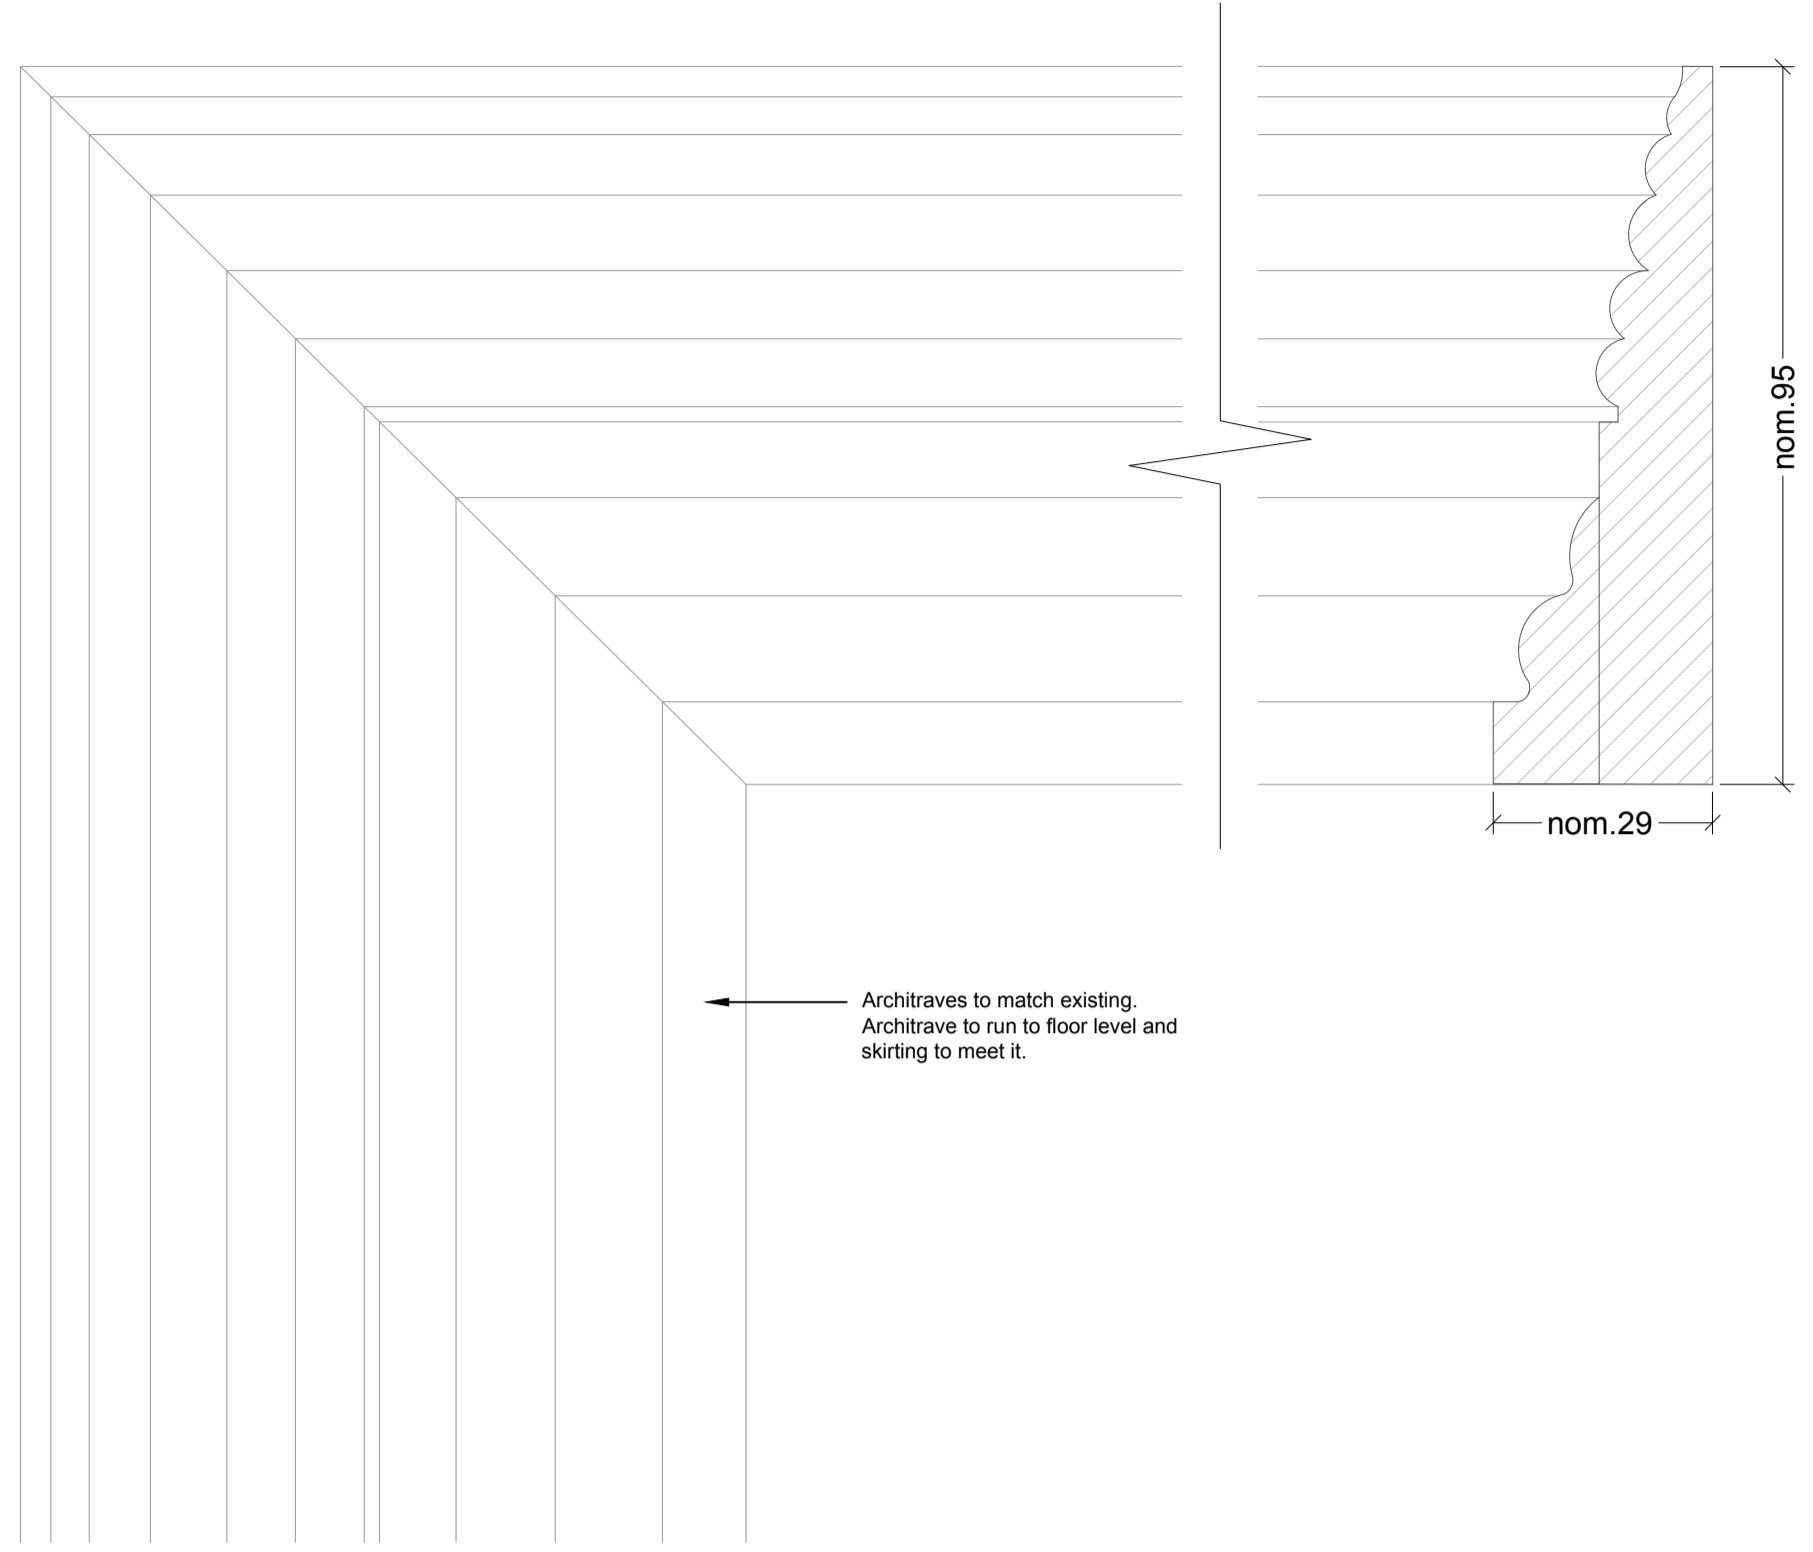 nom.95
nom.29
Architraves to match existing.
Architrave to run to floor level and
skirting to meet it.